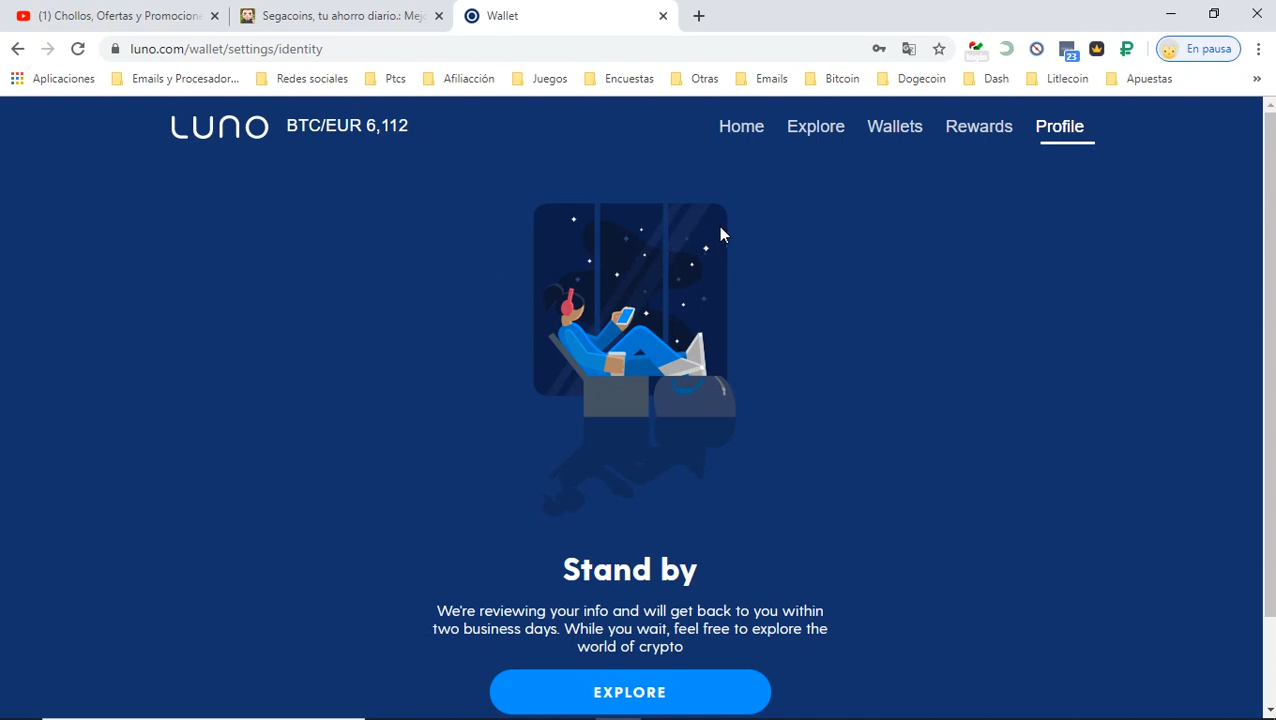 (1) Chollos, Ofertas y Promocione
Segacoins, tu ahorro diario.: Mejo
Wallet
luno.com/wallet/settings/identity
23
En pausa
Aplicaciones
Emails y Procesador...
Redes sociales
Ptcs
Afiliacción
Juegos
Encuestas
Otras
Emails
Bitcoin
Dogecoin
Dash
Litlecoin
Apuestas
LUNO
BTC/EUR 6,112
Home
Explore
Wallets
Rewards
Profile
Stand by
We're reviewing your info and will get back to you within
two business days. While you wait, feel free to explore the
world of crypto
EXPLORE